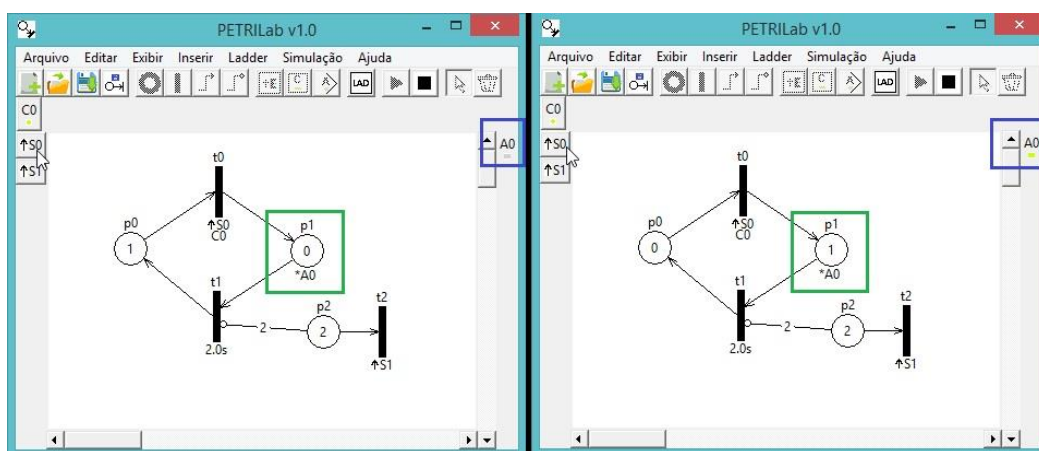 PETRILab v1.0
Arquivo Editar Exibir Inserir Ladder Simulação Ajuda
+E C A LAD
C0
↑S0
↑S1
A0
t0
↑S0
C0
p0
1
p1
0
*A0
t1
2.0s
2
p2
2
t2
↑S1
PETRILab v1.0
Arquivo Editar Exibir Inserir Ladder Simulação Ajuda
+E C A LAD
C0
↑S0
↑S1
A0
t0
↑S0
C0
p0
0
p1
1
*A0
t1
2.0s
2
p2
2
t2
↑S1